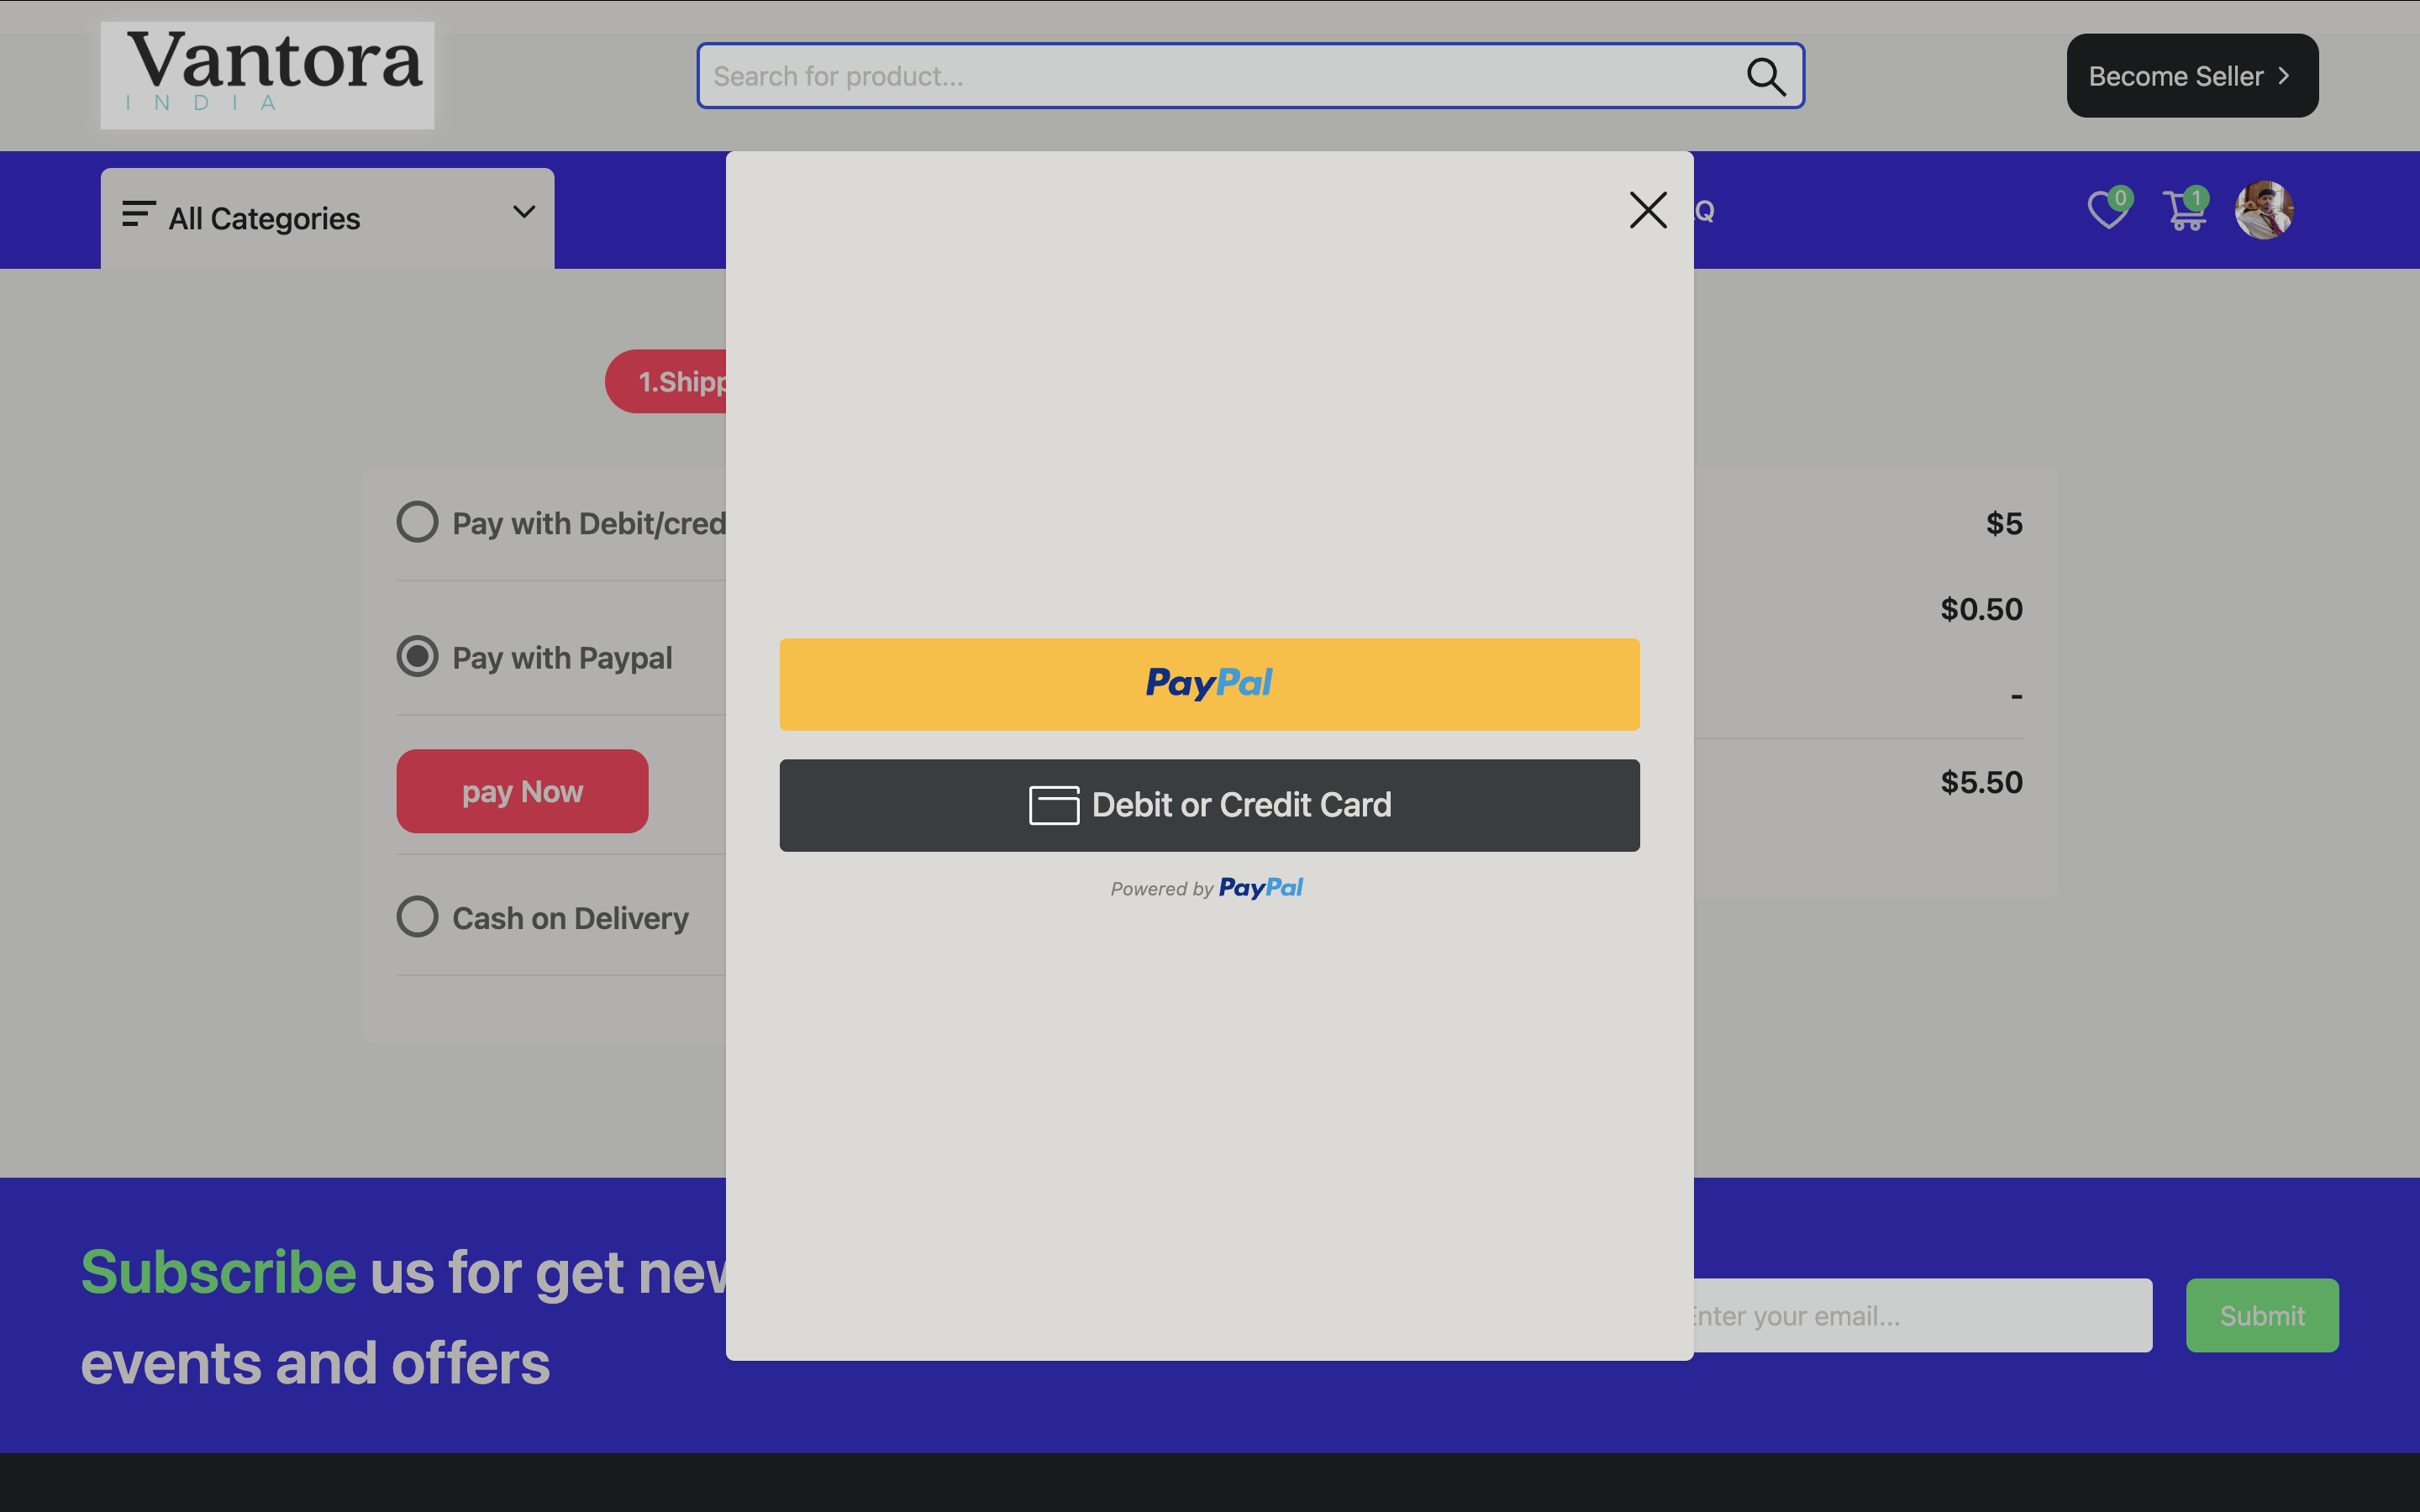 Vantora
INDIA
Search for product...
Become Seller
All Categories
Q
0
1
1.Shipp
Pay with Debit/cred
$5
$0.50
Pay with Paypal
-
PayPal
pay Now
Debit or Credit Card
$5.50
Powered by PayPal
Cash on Delivery
Subscribe us for get new
events and offers
Enter your email...
Submit